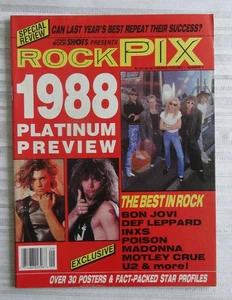 SPECIAL REVIEW
CAN LAST YEAR'S BEST REPEAT THEIR SUCCESS?
ROCK SHOTS PRESENTS
ROCKPIX
1988
PLATINUM
PREVIEW
THE BEST IN ROCK
BON JOVI
DEF LEPPARD
INXS
POISON
MADONNA
MOTLEY CRUE
U2 & more!
EXCLUSIVE
OVER 30 POSTERS & FACT-PACKED STAR PROFILES